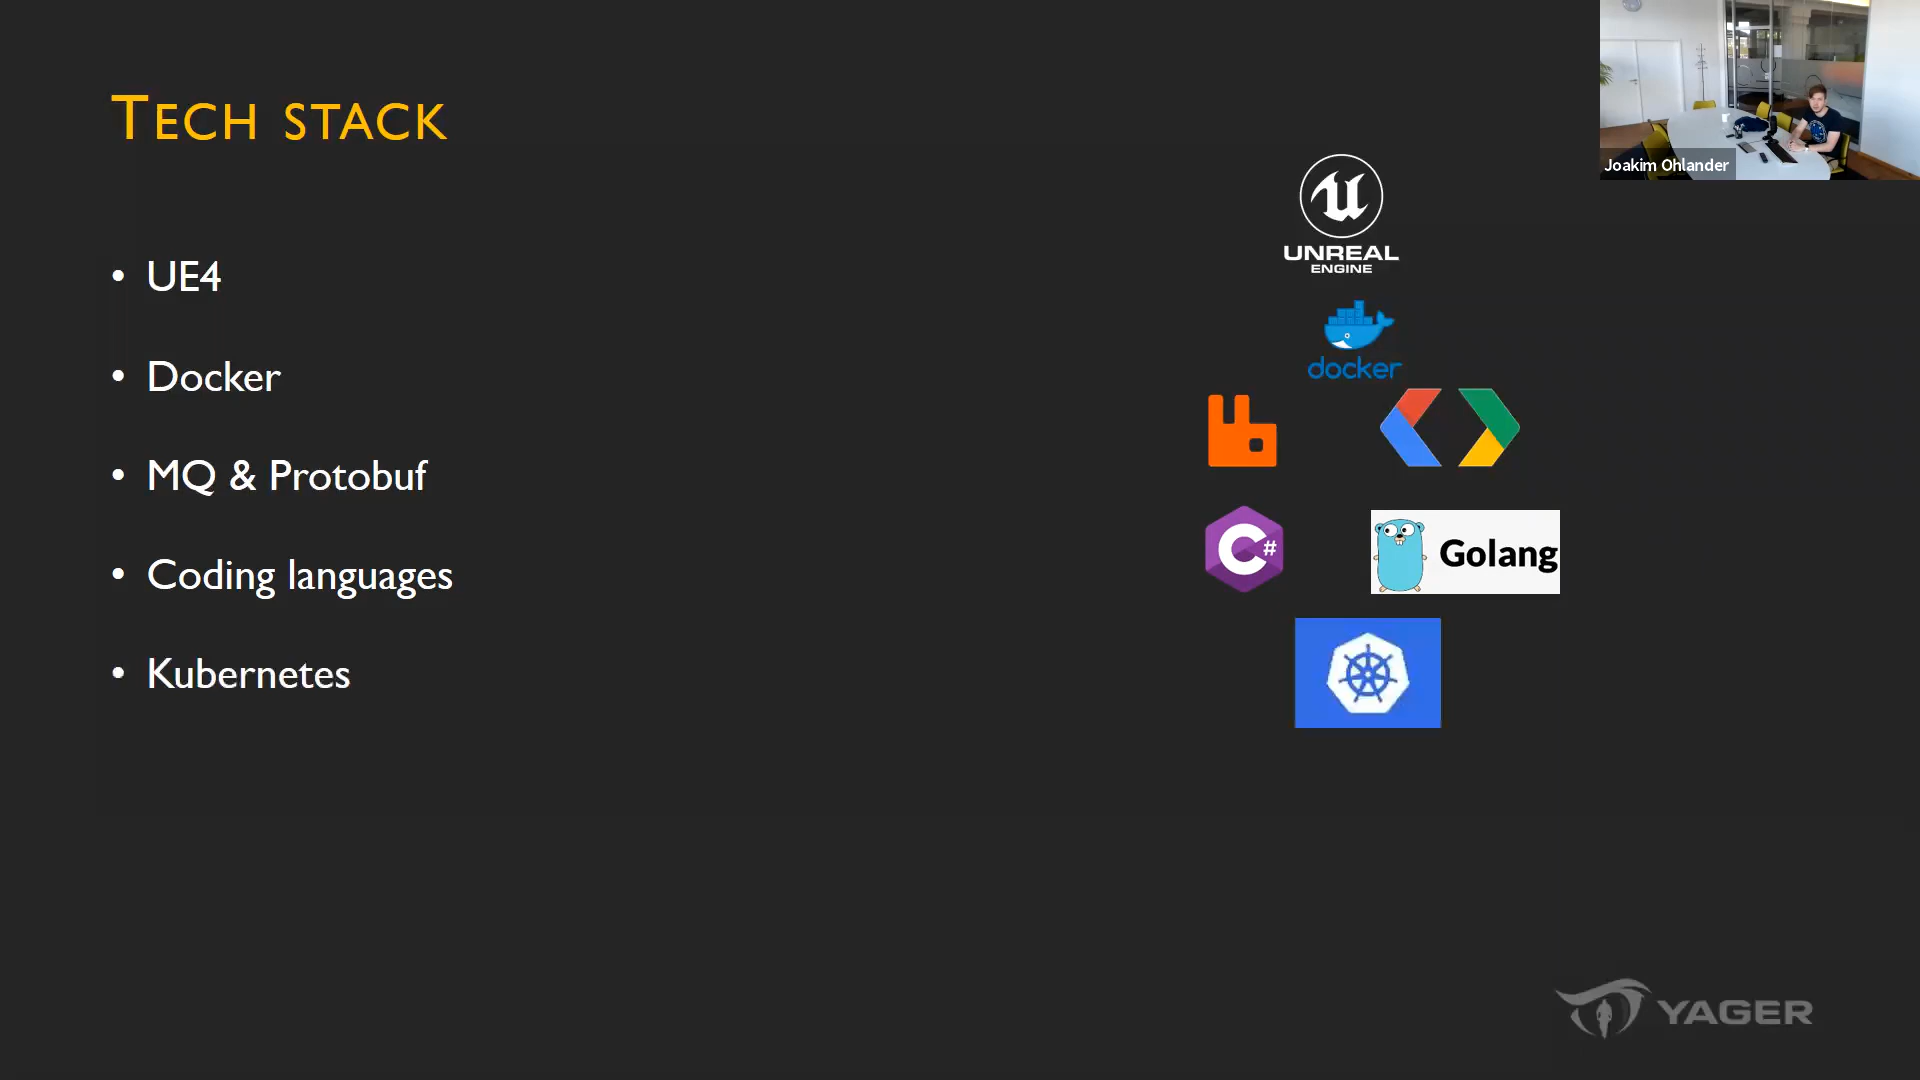 TECH STACK
Joakim Ohlander
• UE4
• Docker
• MQ & Protobuf
• Coding languages
• Kubernetes
UNREAL
ENGINE
docker
C#
Golang
YAGER